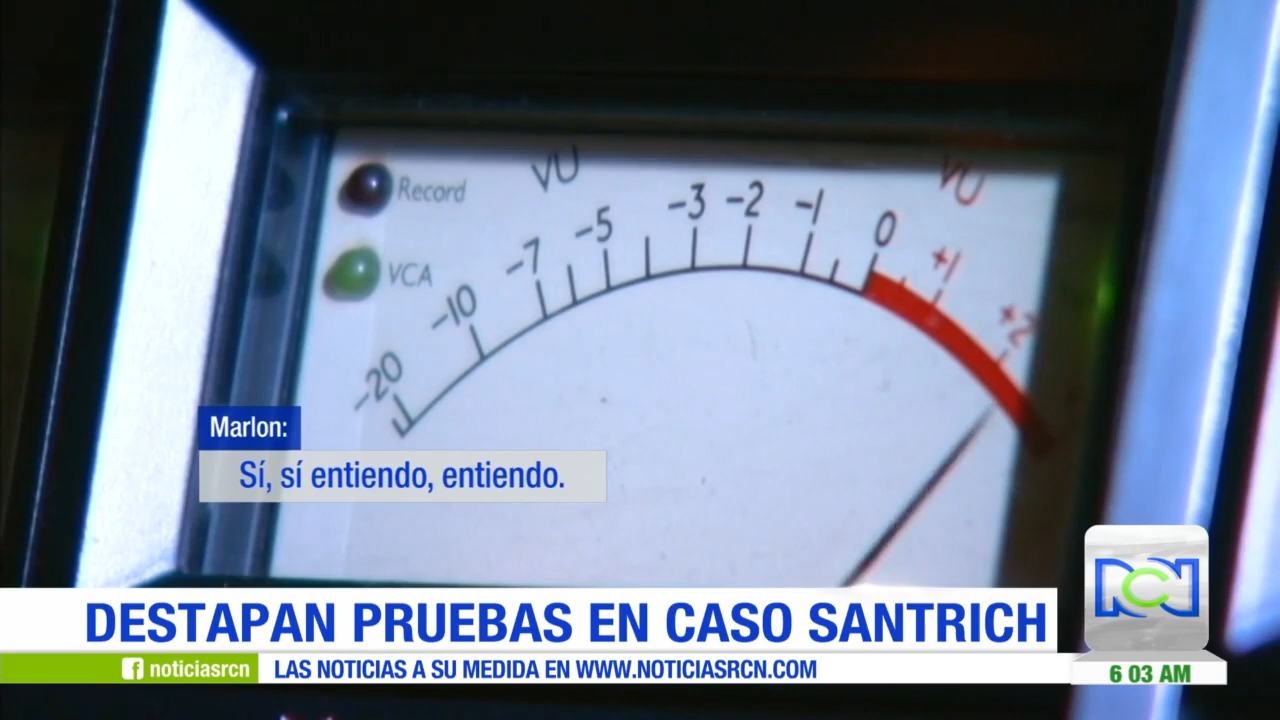 Record
VU
VU
VCA
-20
-10
-7
-5
-3
-2
-1
0
+1
+2
Marlon:
Sí, sí entiendo, entiendo.
DESTAPAN PRUEBAS EN CASO SANTRICH
RCN
f noticiasrcn
LAS NOTICIAS A SU MEDIDA EN WWW.NOTICIASRCN.COM
6 03 AM